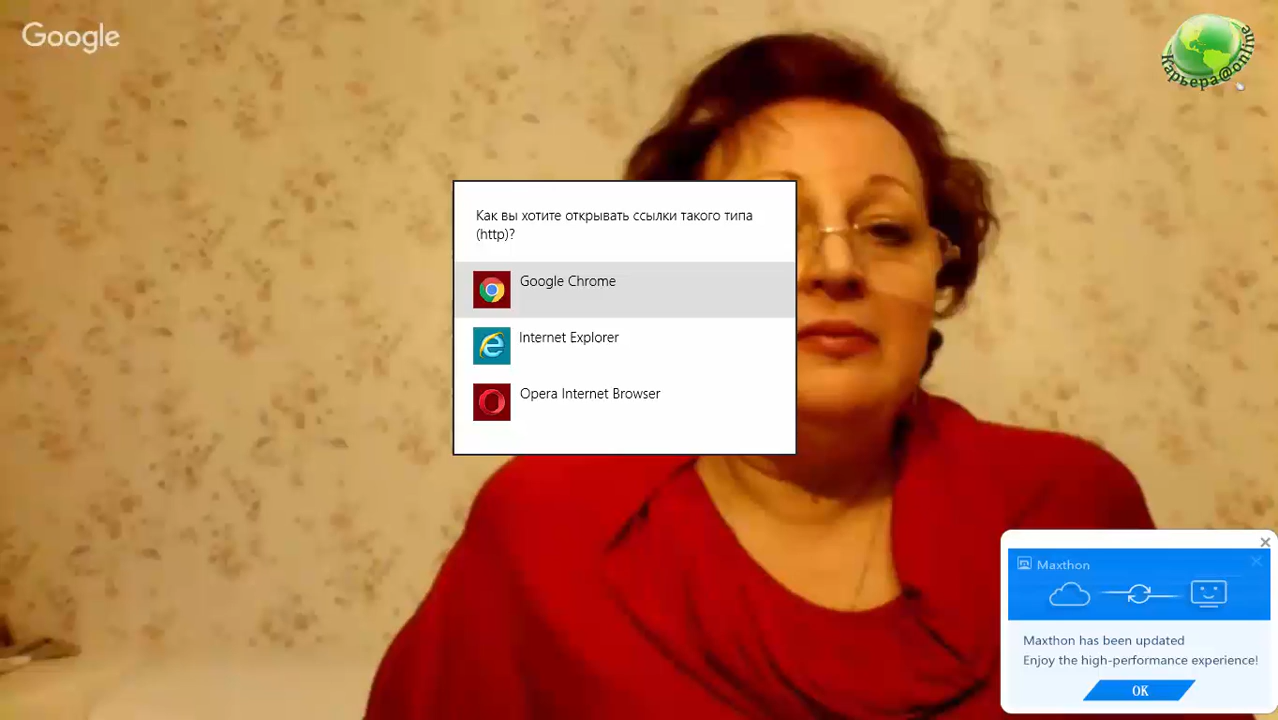 Google
Карьера@online
Как вы хотите открывать ссылки такого типа
(http)?
Google Chrome
Internet Explorer
Opera Internet Browser
Maxthon
Maxthon has been updated
Enjoy the high-performance experience!
OK